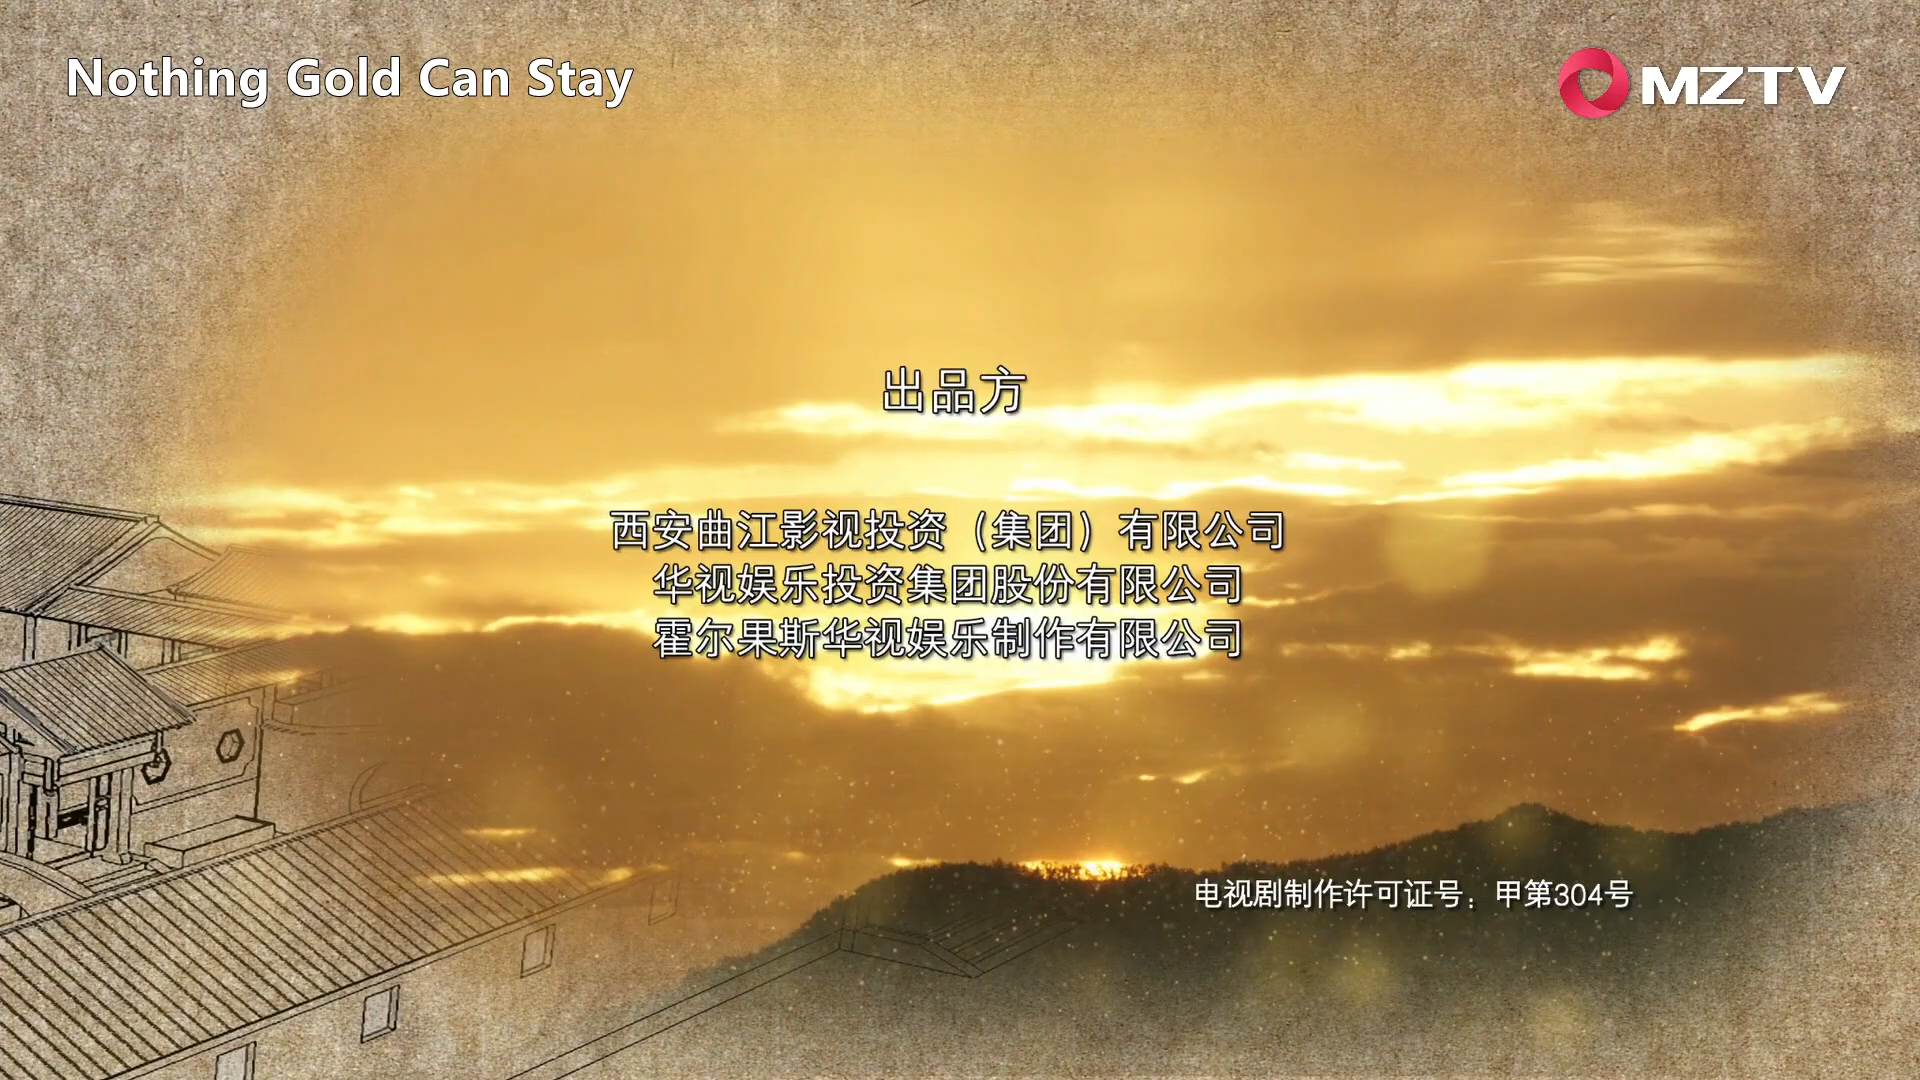 Nothing Gold Can Stay
MZTV
出品方
西安曲江影视投资（集团）有限公司
华视娱乐投资集团股份有限公司
霍尔果斯华视娱乐制作有限公司
电视剧制作许可证号：甲第304号